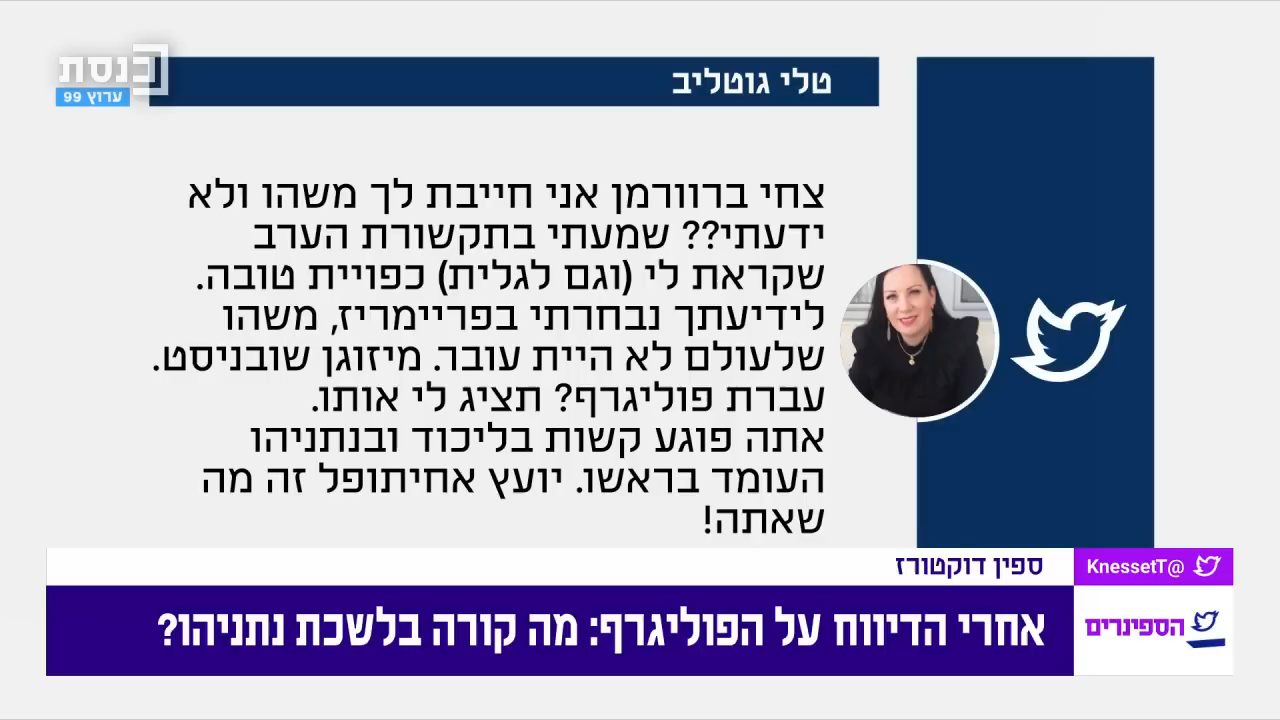 כנסת
ערוץ 99
טלי גוטליב
צחי ברוורמן אני חייבת לך משהו ולא
ידעתי?? שמעתי בתקשורת הערב
שקראת לי (וגם לגלית) כפויית טובה.
לידיעתך נבחרתי בפריימריז, משהו
שלעולם לא היית עובר. מיזוגן שובניסט.
עברת פוליגרף? תציג לי אותו.
אתה פוגע קשות בליכוד ובנתניהו
העומד בראשו. יועץ אחיתופל זה מה
שאתה!
ספין דוקטורז
@KnessetT
אחרי הדיווח על הפוליגרף: מה קורה בלשכת נתניהו?
הספינרים